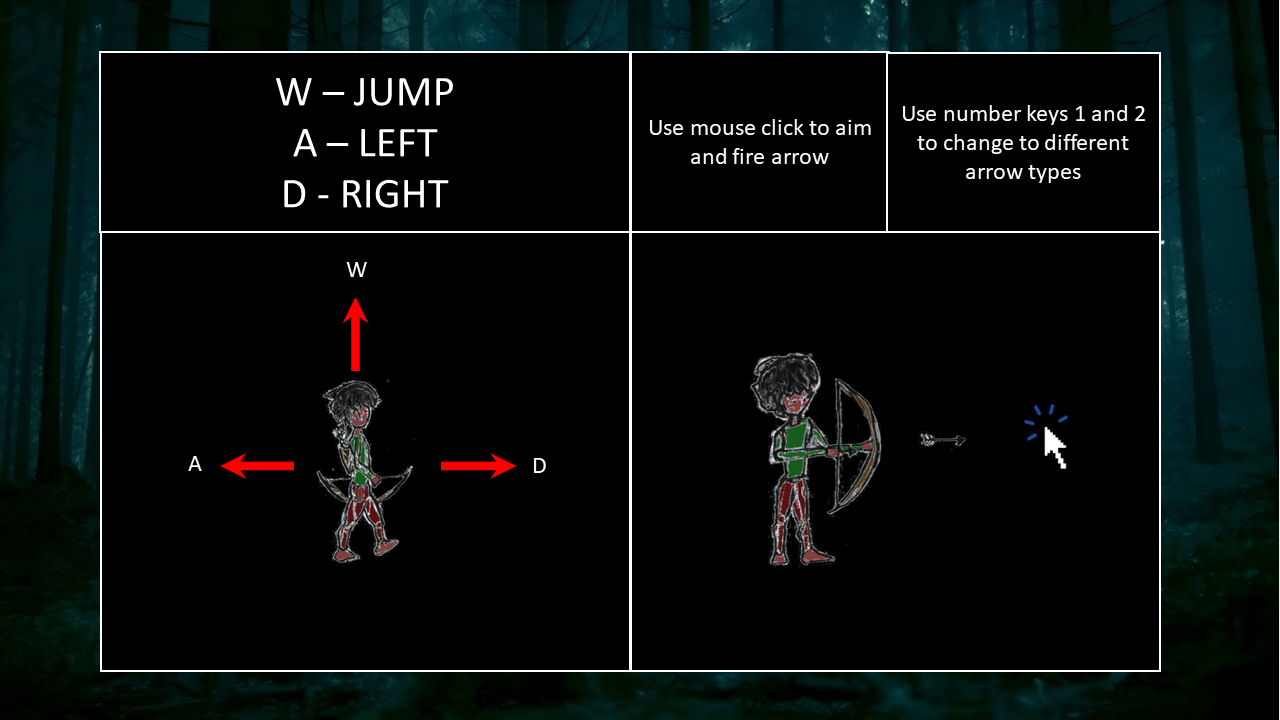 W – JUMP
A – LEFT
D - RIGHT
Use mouse click to aim
and fire arrow
Use number keys 1 and 2
to change to different
arrow types
W
A
D